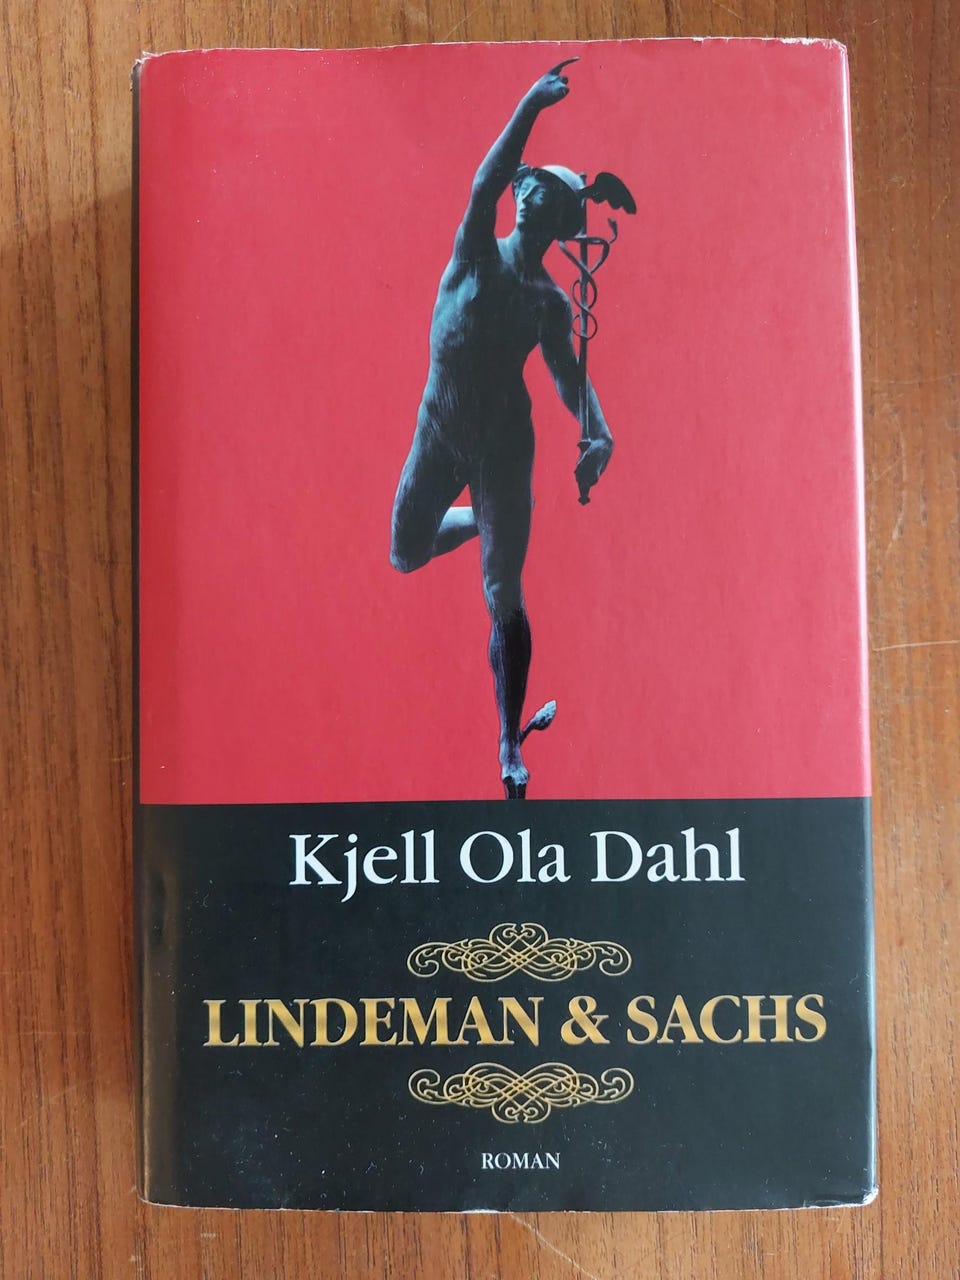 Kjell Ola Dahl
LINDEMAN & SACHS
ROMAN